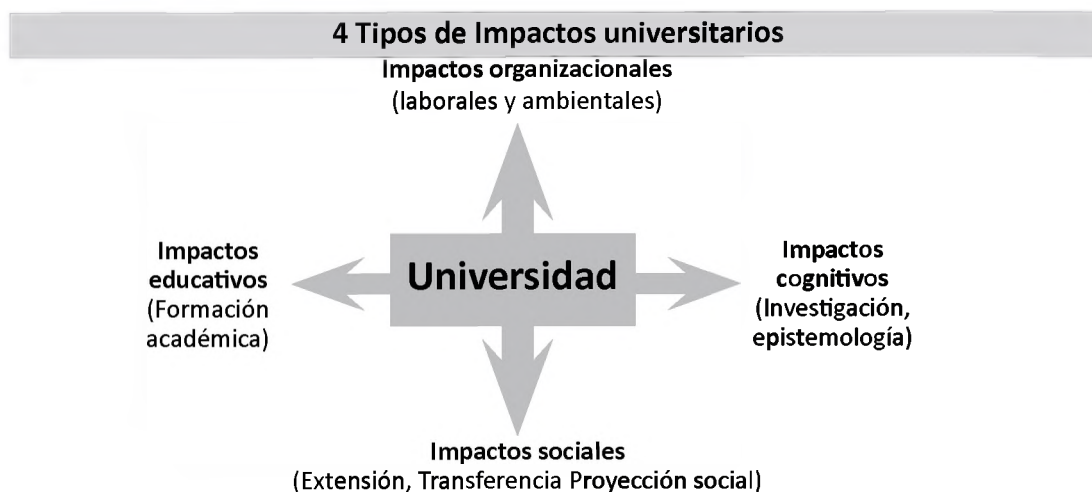 4 Tipos de Impactos universitarios
Impactos organizacionales
(laborales y ambientales)
Impactos
educativos
(Formación
académica)
Universidad
Impactos
cognitivos
(Investigación,
epistemología)
Impactos sociales
(Extensión, Transferencia Proyección social)